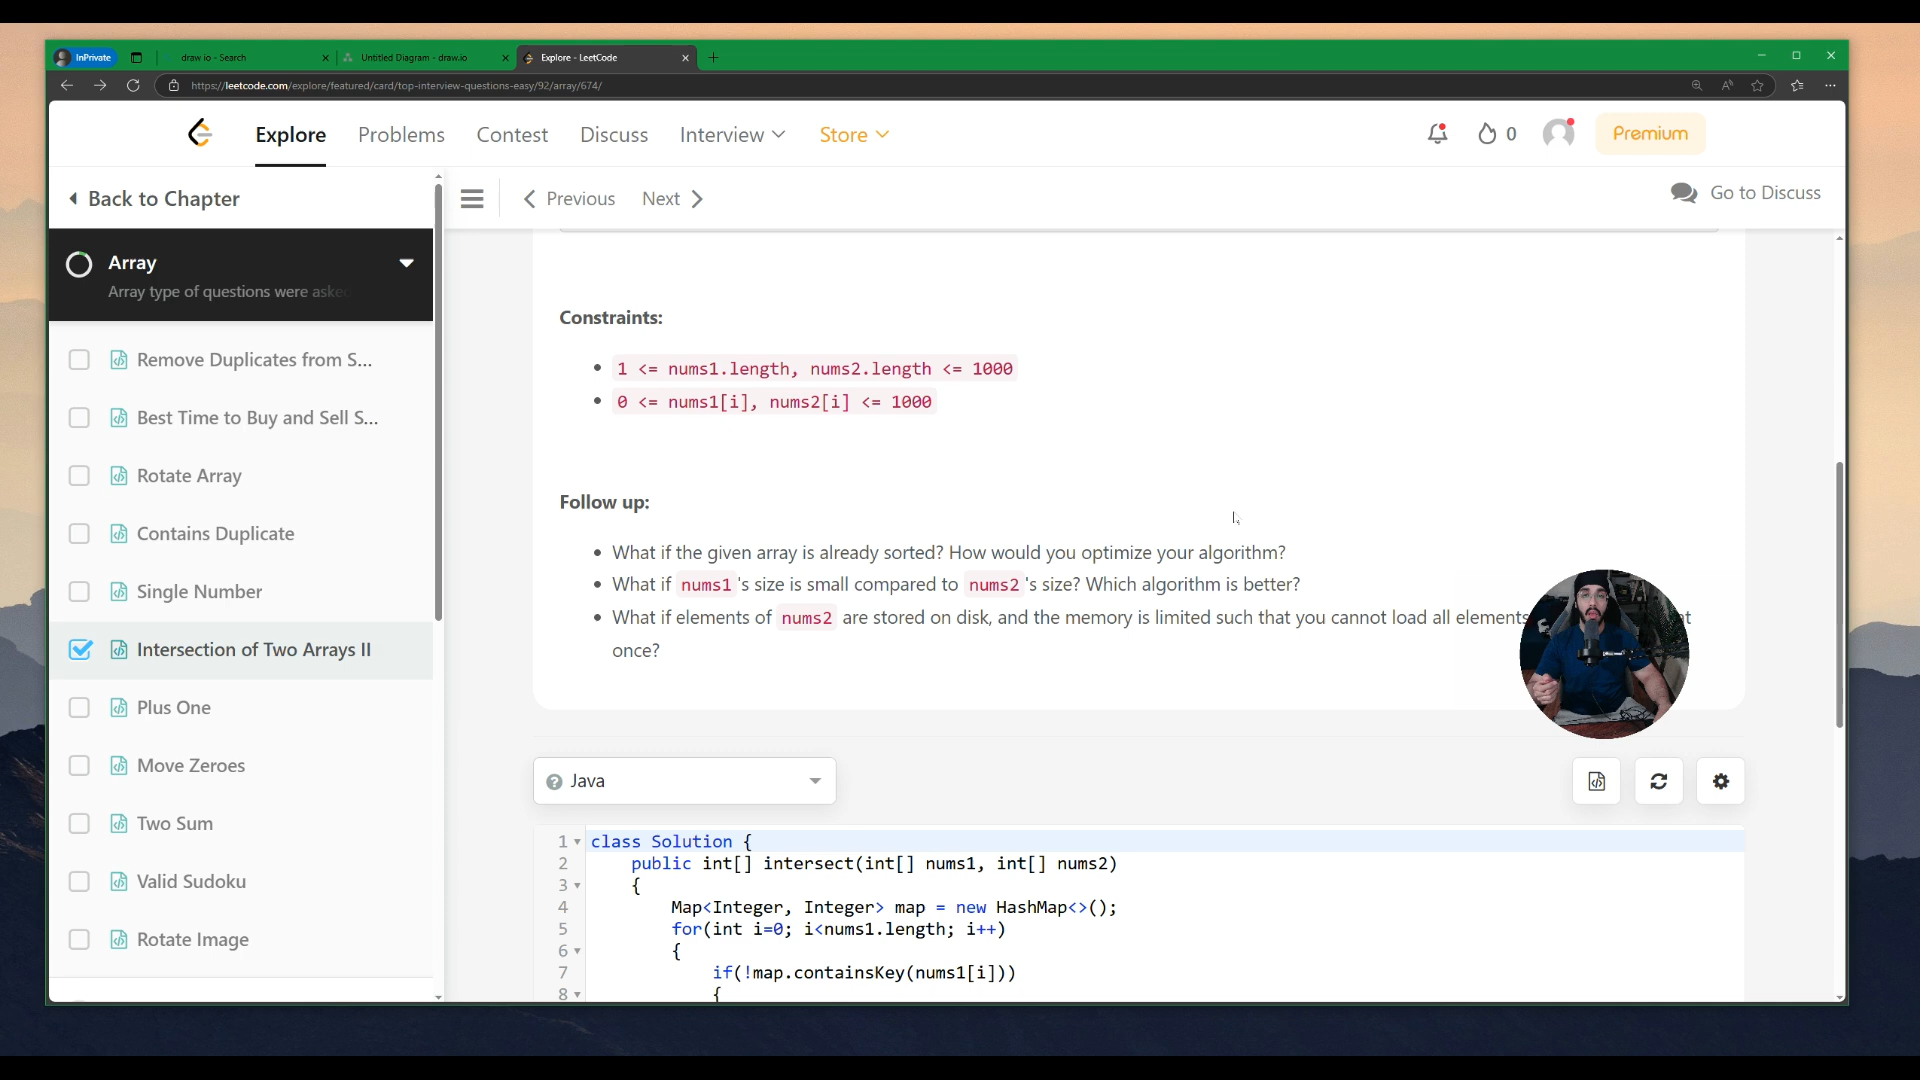 InPrivate
draw io - Search
Untitled Diagram - draw.io
Explore - LeetCode
https://leetcode.com/explore/featured/card/top-interview-questions-easy/92/array/674/
Explore
Problems
Contest
Discuss
Interview
Store
0
Premium
Back to Chapter
Previous
Next
Go to Discuss
Array
Array type of questions were aske
Remove Duplicates from S...
Best Time to Buy and Sell S...
Rotate Array
Contains Duplicate
Single Number
Intersection of Two Arrays II
Plus One
Move Zeroes
Two Sum
Valid Sudoku
Rotate Image
Constraints:
1 <= nums1.length, nums2.length <= 1000
0 <= nums1[i], nums2[i] <= 1000
Follow up:
What if the given array is already sorted? How would you optimize your algorithm?
What if nums1's size is small compared to nums2's size? Which algorithm is better?
What if elements of nums2 are stored on disk, and the memory is limited such that you cannot load all elements
once?
Java
1 class Solution {
2 public int[] intersect(int[] nums1, int[] nums2)
3 {
4 Map<Integer, Integer> map = new HashMap<>();
5 for(int i=0; i<nums1.length; i++)
6 {
7 if(!map.containsKey(nums1[i]))
8 {